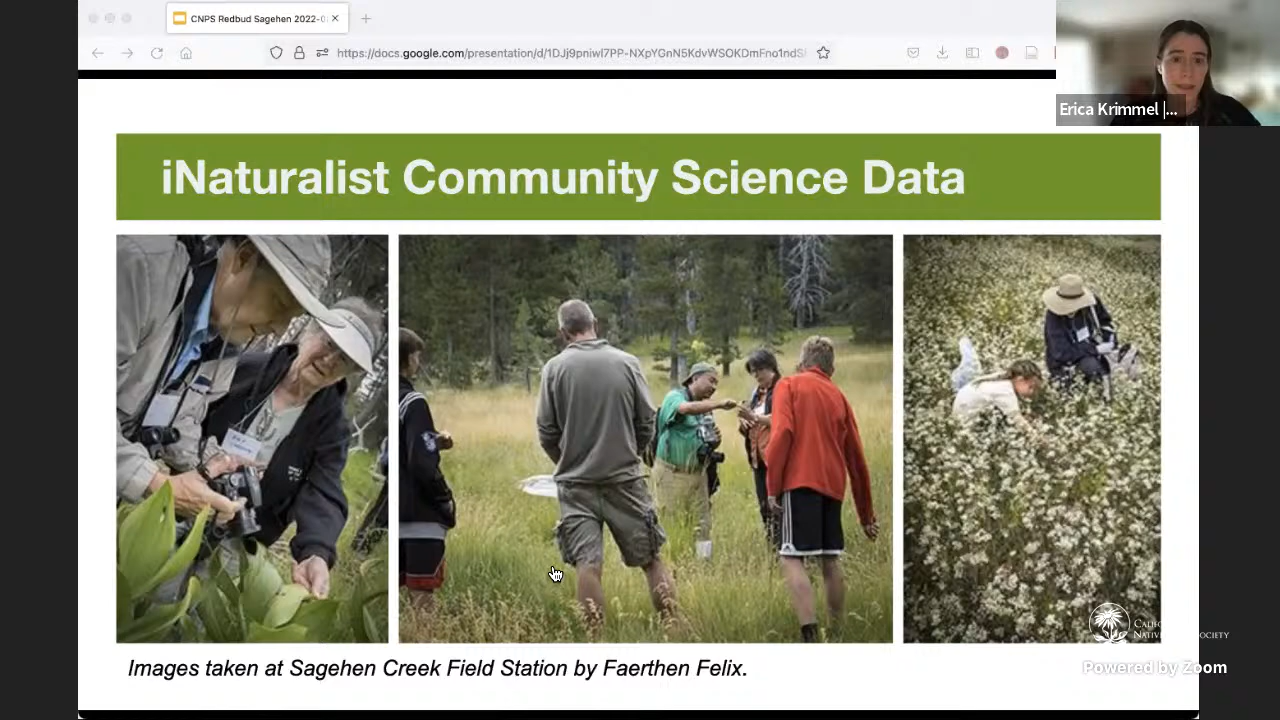 CNPS Redbud Sagehen 2022-0
https://docs.google.com/presentation/d/1DJj9pniwI7PP-NXpYGnN5KdvWSOKDmFno1ndS
Erica Krimmel |...
iNaturalist Community Science Data
Images taken at Sagehen Creek Field Station by Faerthen Felix.
Powered by Zoom